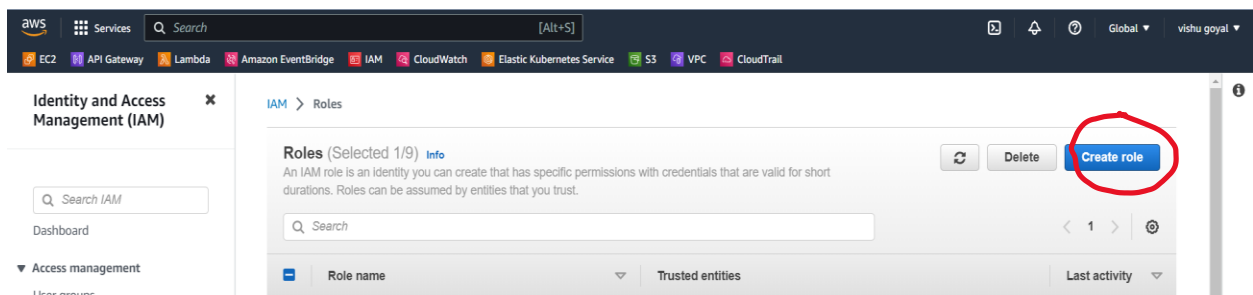 aws Services Search [Alt+S] Global ▼ vishu goyal ▼
EC2 API Gateway Lambda Amazon EventBridge IAM CloudWatch Elastic Kubernetes Service S3 VPC CloudTrail
Identity and Access
Management (IAM)
Search IAM
Dashboard
Access management
User groups
IAM > Roles
Roles (Selected 1/9) Info
An IAM role is an identity you can create that has specific permissions with credentials that are valid for short
durations. Roles can be assumed by entities that you trust.
Delete
Create role
Search
1
Role name Trusted entities Last activity